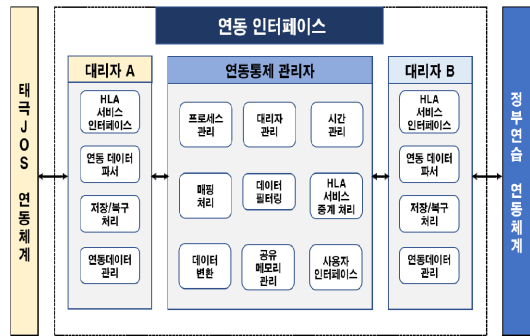 연동 인터페이스
태극JOS 연동체계
대리자 A
HLA
서비스
인터페이스
연동 데이터
파서
저장/복구
처리
연동데이터
관리
연동통제 관리자
프로세스
관리
대리자
관리
시간
관리
매핑
처리
데이터
필터링
HLA
서비스
중계 처리
데이터
변환
공유
메모리
관리
사용자
인터페이스
대리자 B
HLA
서비스
인터페이스
연동 데이터
파서
저장/복구
처리
연동데이터
관리
정부연습 연동체계